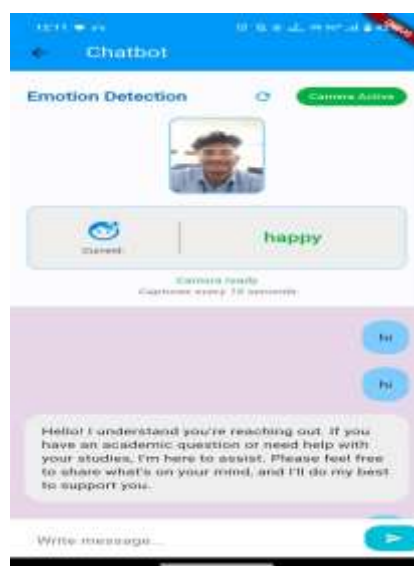 Chatbot
Emotion Detection
Camera Active
Current
happy
Camera ready
Captures every 10 seconds
hi
hi
Hello! I understand you're reaching out. If you
have an academic question or need help with
your studies, I'm here to assist. Please feel free
to share what's on your mind, and I'll do my best
to support you.
Write message...